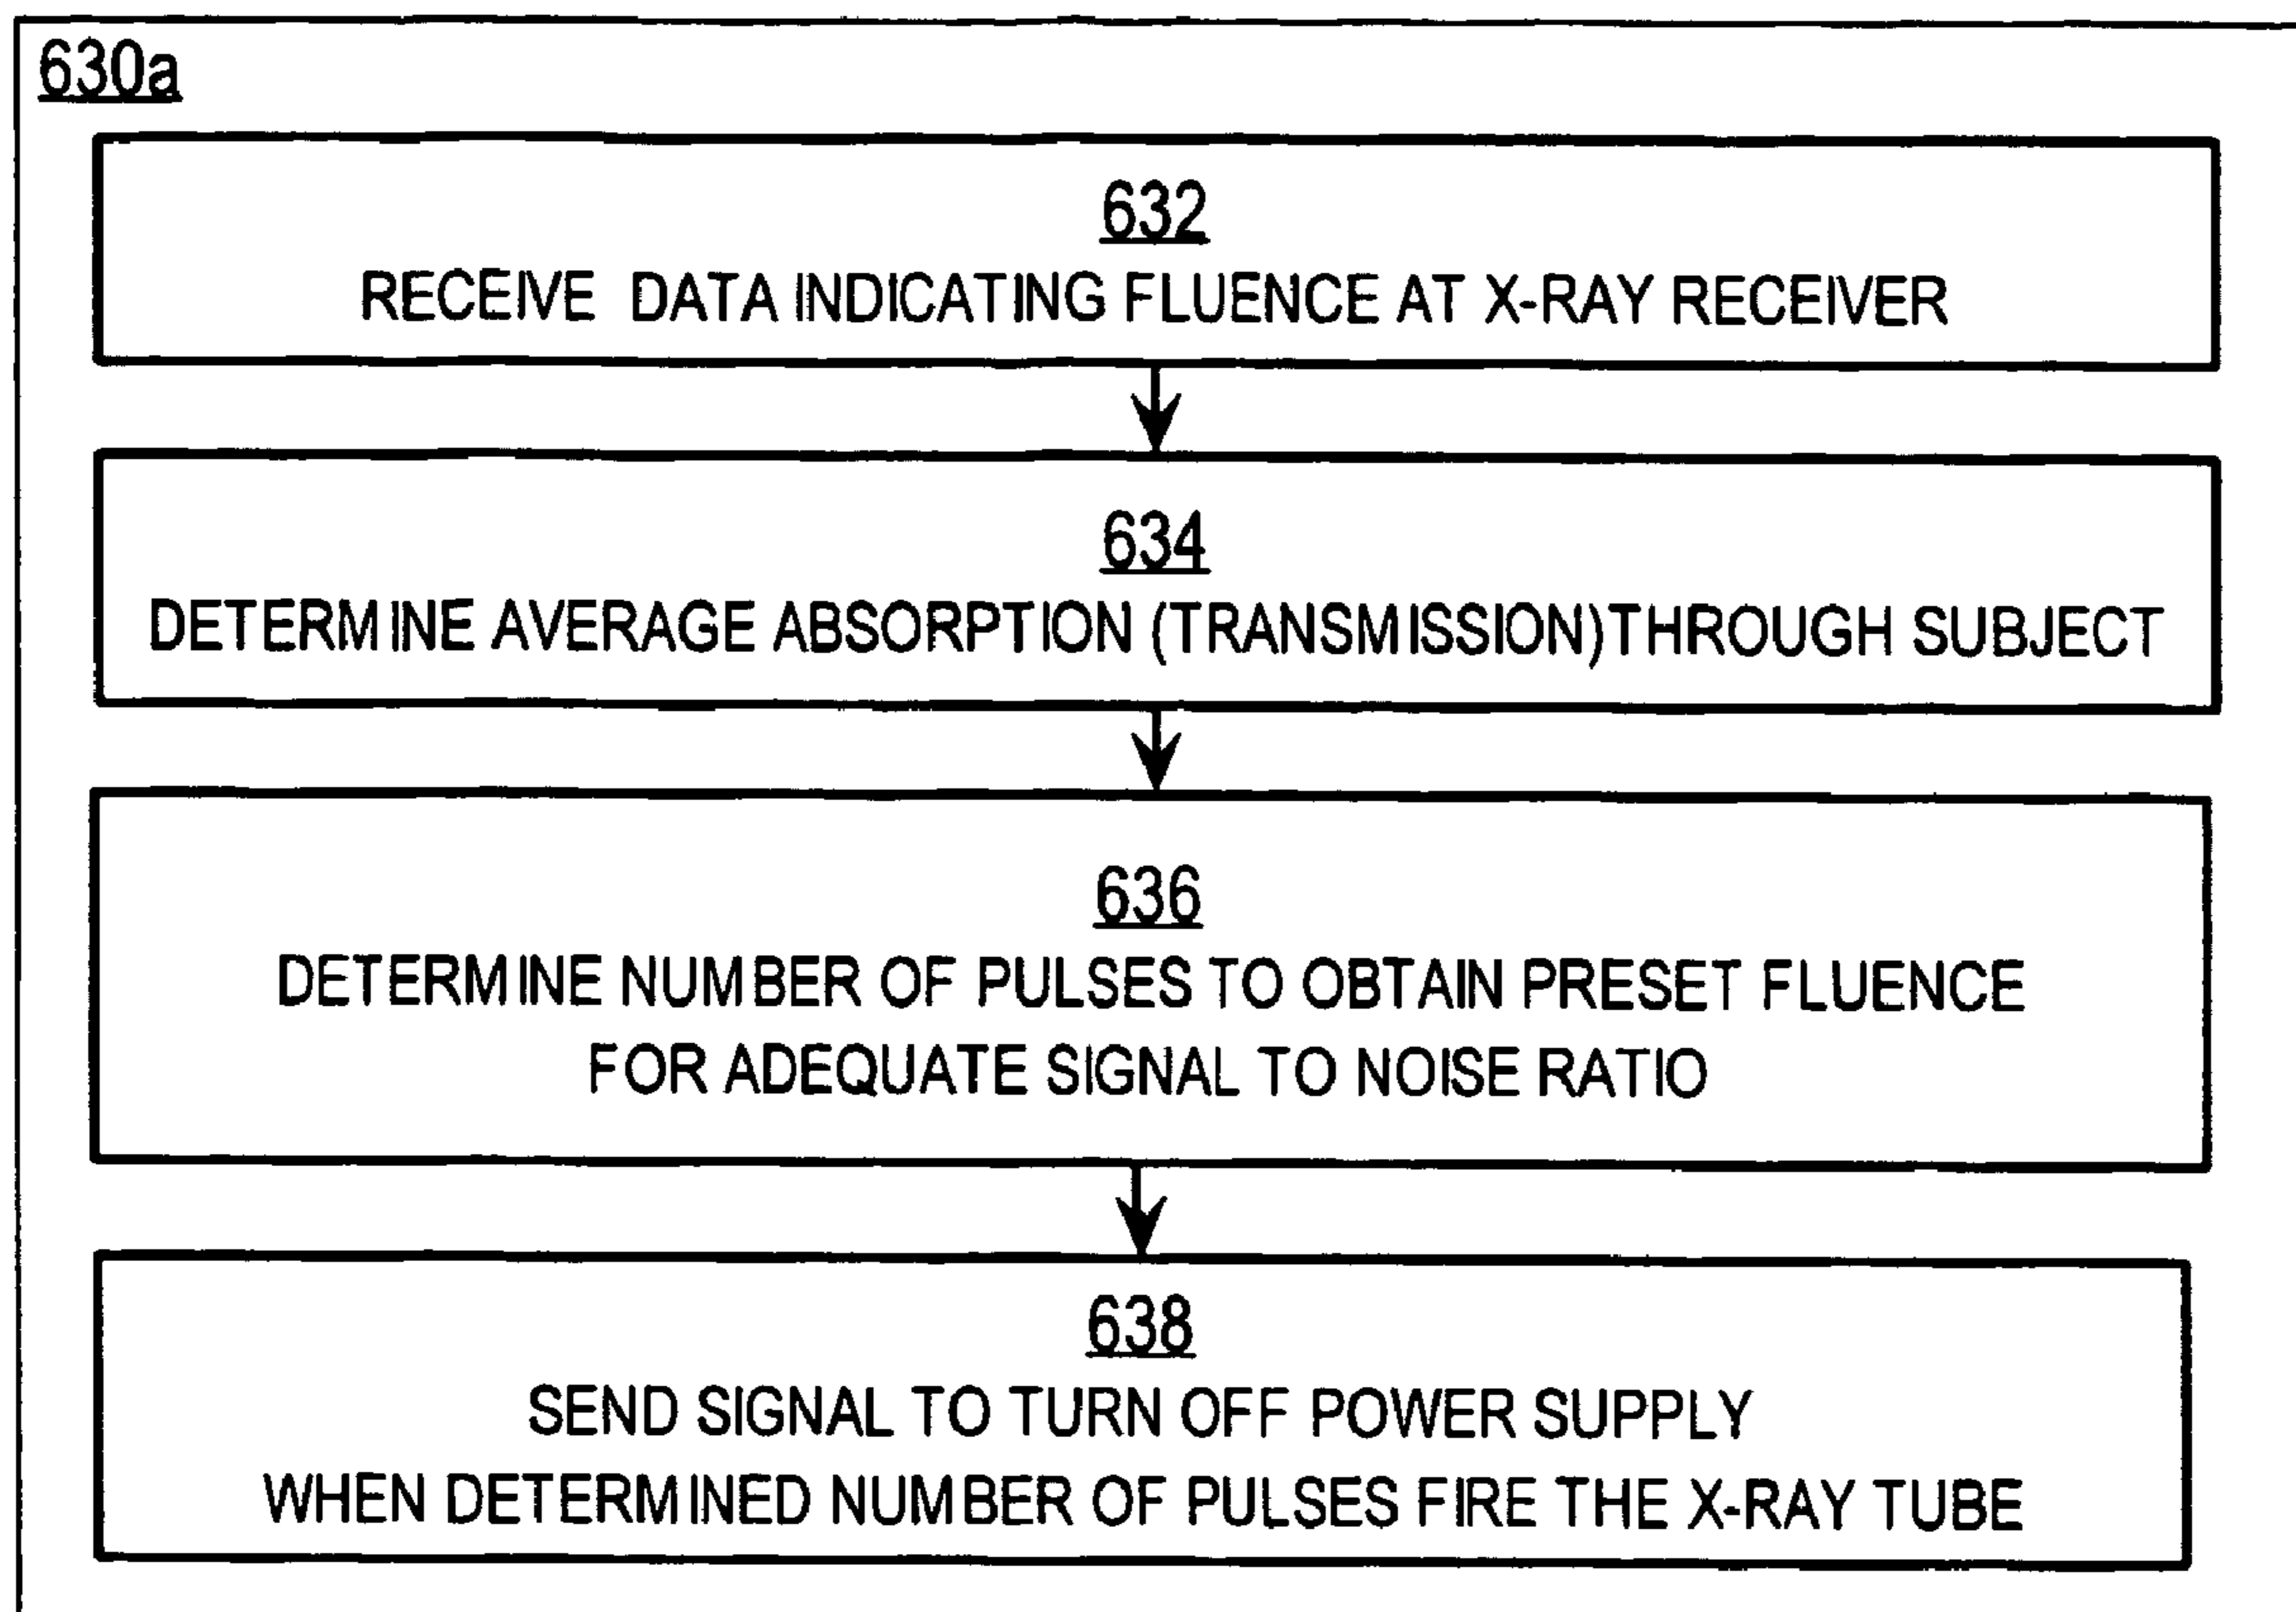 630a
632
RECEIVE DATA INDICATING FLUENCE AT X-RAY RECEIVER
634
DETERMINE AVERAGE ABSORPTION (TRANSMISSION)THROUGH SUBJECT
636
DETERMINE NUMBER OF PULSES TO OBTAIN PRESET FLUENCE
FOR ADEQUATE SIGNAL TO NOISE RATIO
638
SEND SIGNAL TO TURN OFF POWER SUPPLY
WHEN DETERMINED NUMBER OF PULSES FIRE THE X-RAY TUBE